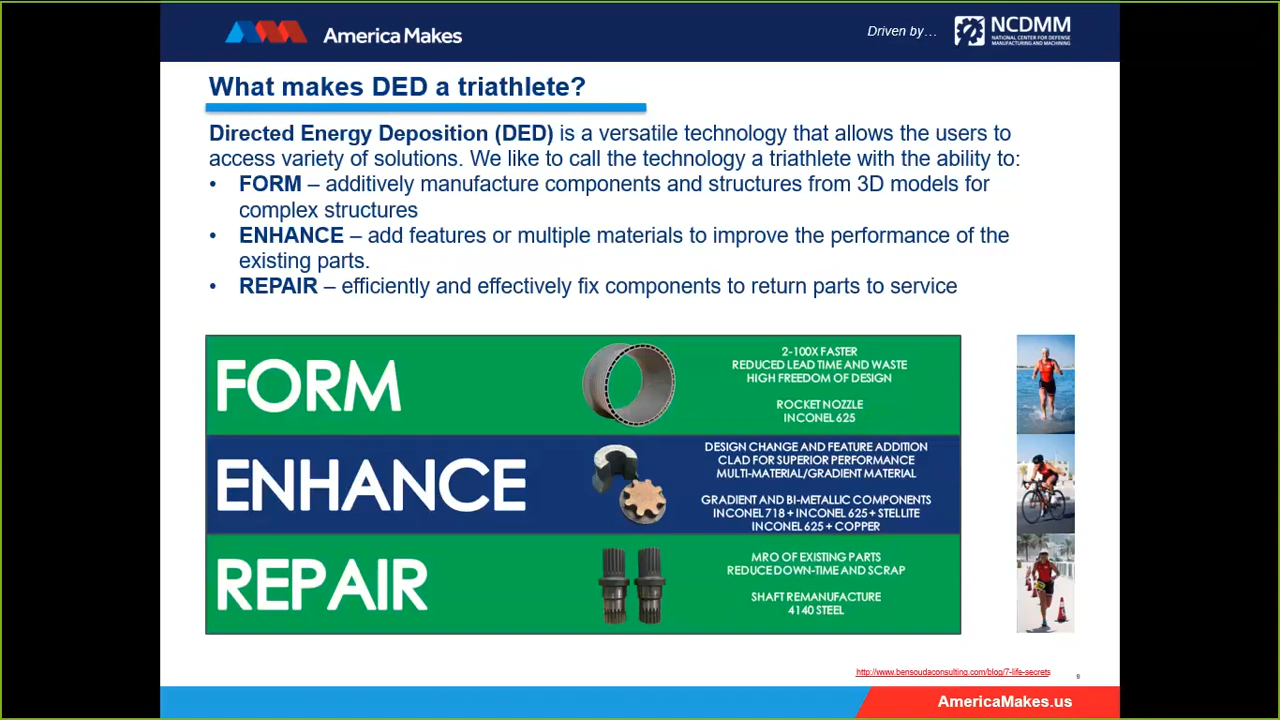 America Makes
Driven by…
NCDMM
NATIONAL CENTER FOR DEFENSE
MANUFACTURING AND MACHINING
What makes DED a triathlete?
Directed Energy Deposition (DED) is a versatile technology that allows the users to
access variety of solutions. We like to call the technology a triathlete with the ability to:
• FORM – additively manufacture components and structures from 3D models for
complex structures
• ENHANCE – add features or multiple materials to improve the performance of the
existing parts.
• REPAIR – efficiently and effectively fix components to return parts to service
FORM
2-100X FASTER
REDUCED LEAD TIME AND WASTE
HIGH FREEDOM OF DESIGN
ROCKET NOZZLE
INCONEL 625
ENHANCE
DESIGN CHANGE AND FEATURE ADDITION
CLAD FOR SUPERIOR PERFORMANCE
MULTI-MATERIAL/GRADIENT MATERIAL
GRADIENT AND BI-METALLIC COMPONENTS
INCONEL 718 + INCONEL 625 + STELLITE
INCONEL 625 + COPPER
REPAIR
MRO OF EXISTING PARTS
REDUCE DOWN-TIME AND SCRAP
SHAFT REMANUFACTURE
4140 STEEL
http://www.bensoudaconsulting.com/blog/7-life-secrets
9
AmericaMakes.us